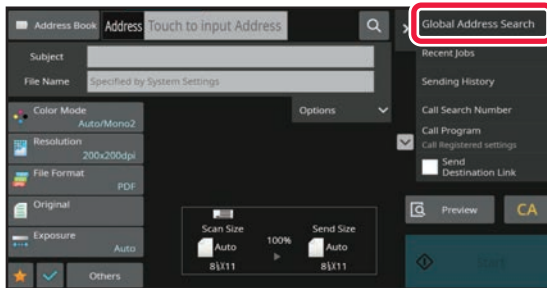 Address Book Address Touch to input Address
Global Address Search
Subject
Recent Jobs
File Name Specified by System Settings
Sending History
Color Mode
Auto/Mono2
Options
Call Search Number
Resolution
200x200dpi
Call Program
Call Registered settings
File Format
PDF
Send
Destination Link
Original
Preview
CA
Scan Size
Send Size
Exposure
Auto
Auto
100%
Auto
8½X11
8½X11
Others
Start